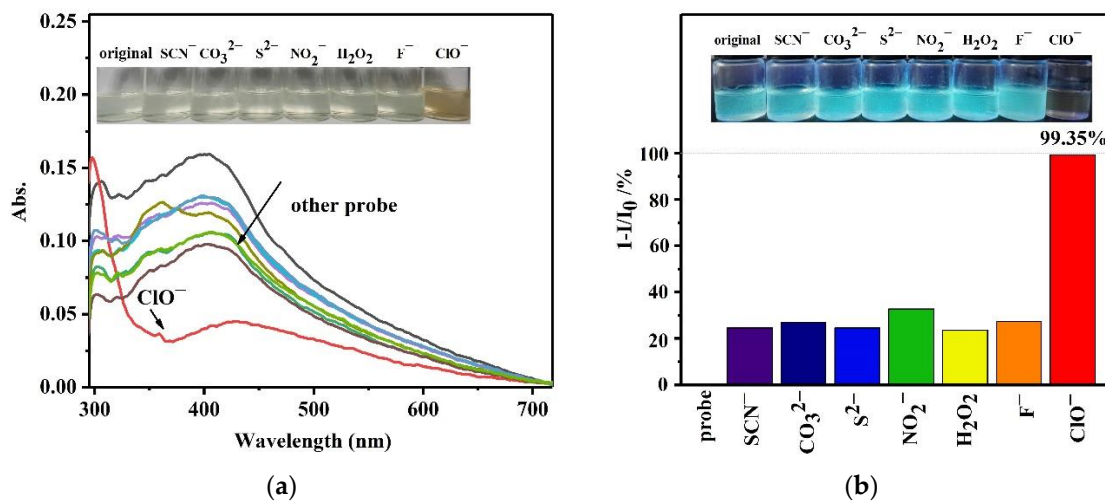 original SCN⁻ CO₃²⁻ S²⁻ NO₂⁻ H₂O₂ F⁻ ClO⁻
0.25
0.20
0.15
0.10
0.05
0.00
Abs.
other probe
ClO⁻
300 400 500 600 700
Wavelength (nm)
(a)
original SCN⁻ CO₃²⁻ S²⁻ NO₂⁻ H₂O₂ F⁻ ClO⁻
99.35%
100
80
60
40
20
0
1-I/I₀ /%
probe SCN⁻ CO₃²⁻ S²⁻ NO₂⁻ H₂O₂ F⁻ ClO⁻
(b)